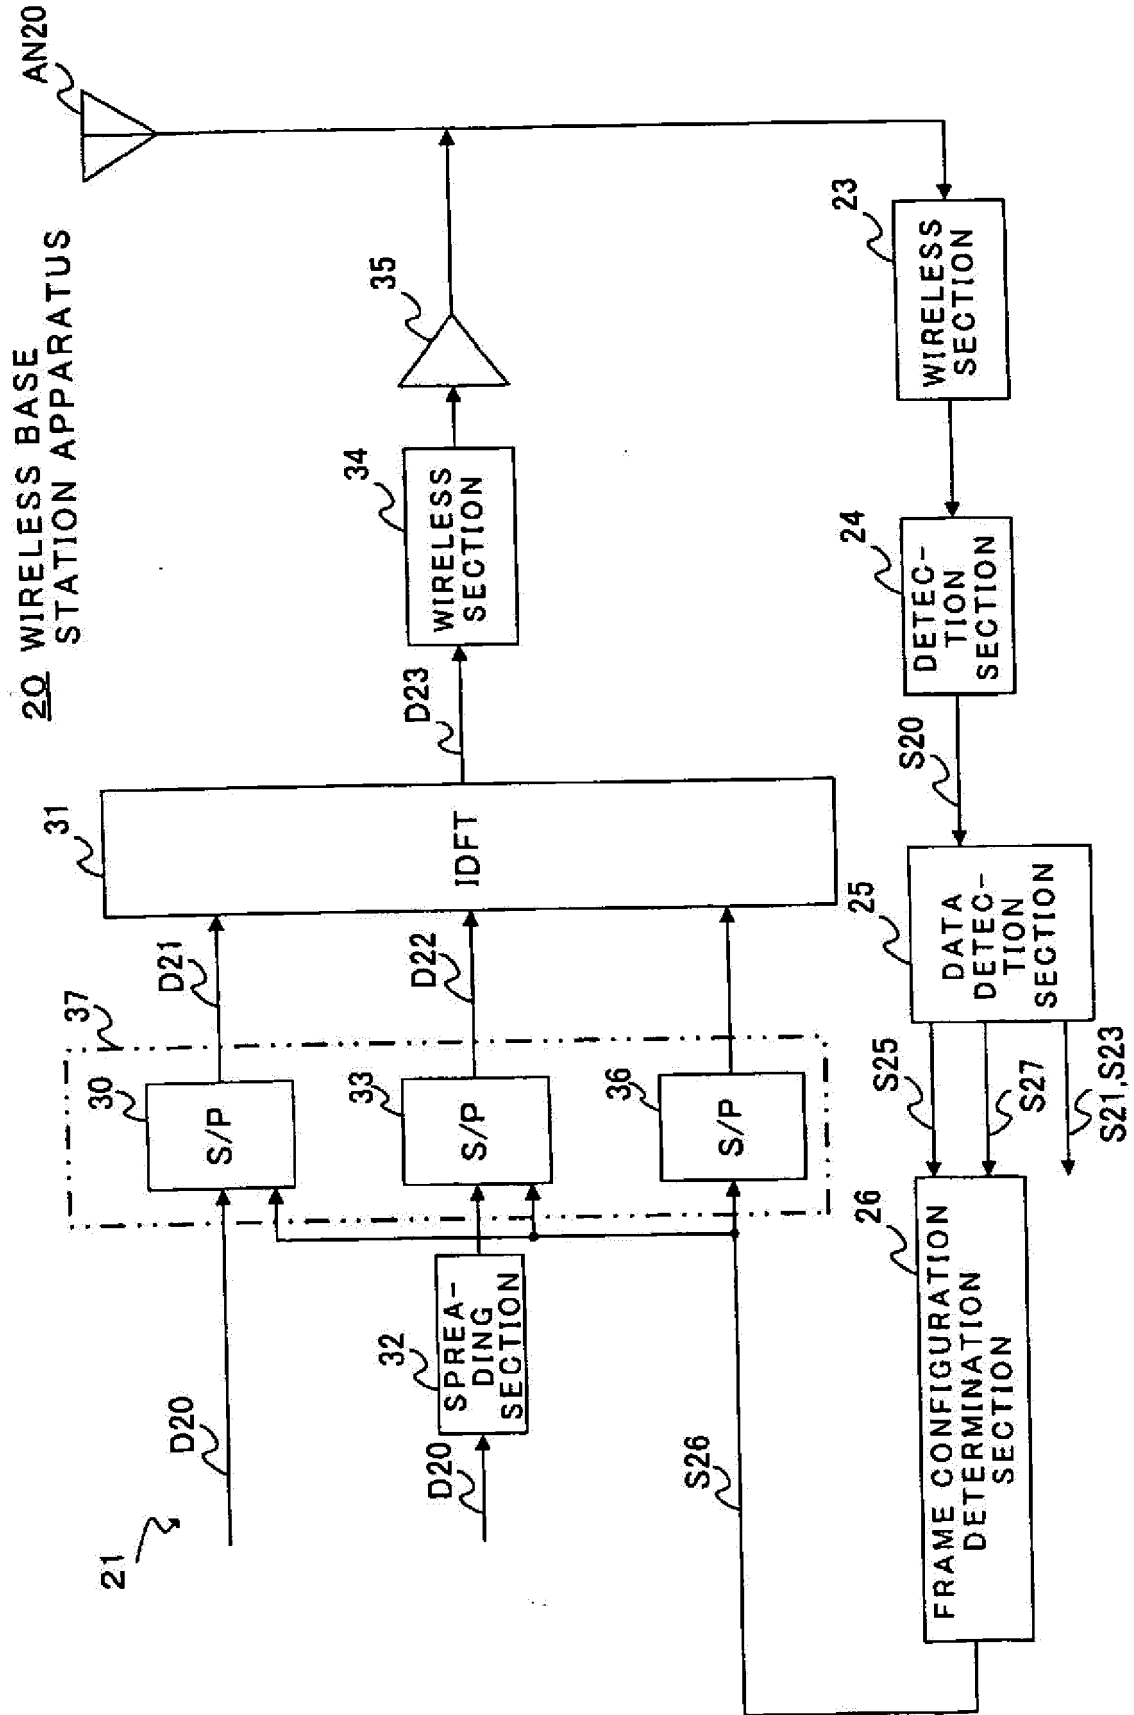 20 WIRELESS BASE
STATION APPARATUS
AN20
21
D20
30
S/P
37
D21
31
IDFT
D20
32
SPREA-
DING
SECTION
33
S/P
D22
D23
34
WIRELESS
SECTION
35
36
S/P
S26
26
FRAME CONFIGURATION
DETERMINATION
SECTION
S25
S27
S21,S23
25
DATA
DETEC-
TION
SECTION
S20
24
DETEC-
TION
SECTION
23
WIRELESS
SECTION